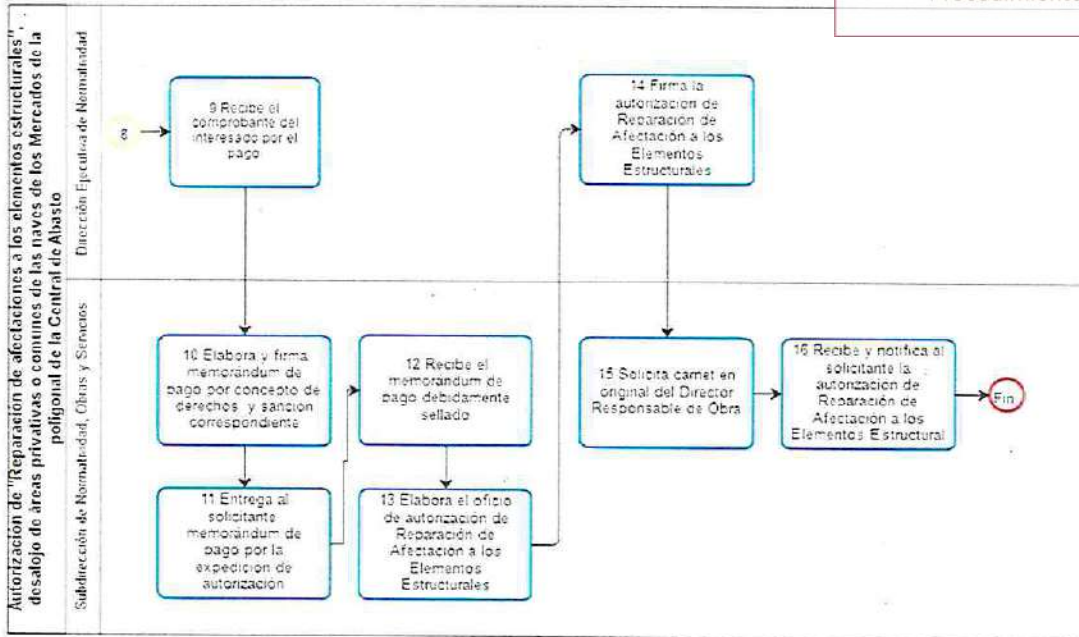 Procedimiento
Autorización de "Reparación de afectaciones a los elementos estructurales",
desalojo de áreas privativas o comunes de las naves de los Mercados de la
poligonal de la Central de Abasto
Dirección Ejecutiva de Normatividad
8
9 Recibe el
comprobante del
interesado por el
pago
14 Firma la
autorización de
Reparación de
Afectación a los
Elementos
Estructurales
Subdirección de Normatividad, Obras y Servicios
10 Elabora y firma
memorándum de
pago por concepto de
derechos y sanción
correspondiente
11 Entrega al
solicitante
memorándum de
pago por la
expedición de
autorización
12 Recibe el
memorándum de
pago debidamente
sellado
13 Elabora el oficio
de autorización de
Reparación de
Afectación a los
Elementos
Estructurales
15 Solicita carnet en
original del Director
Responsable de Obra
16 Recibe y notifica al
solicitante la
autorización de
Reparación de
Afectación a los
Elementos Estructural
Fin